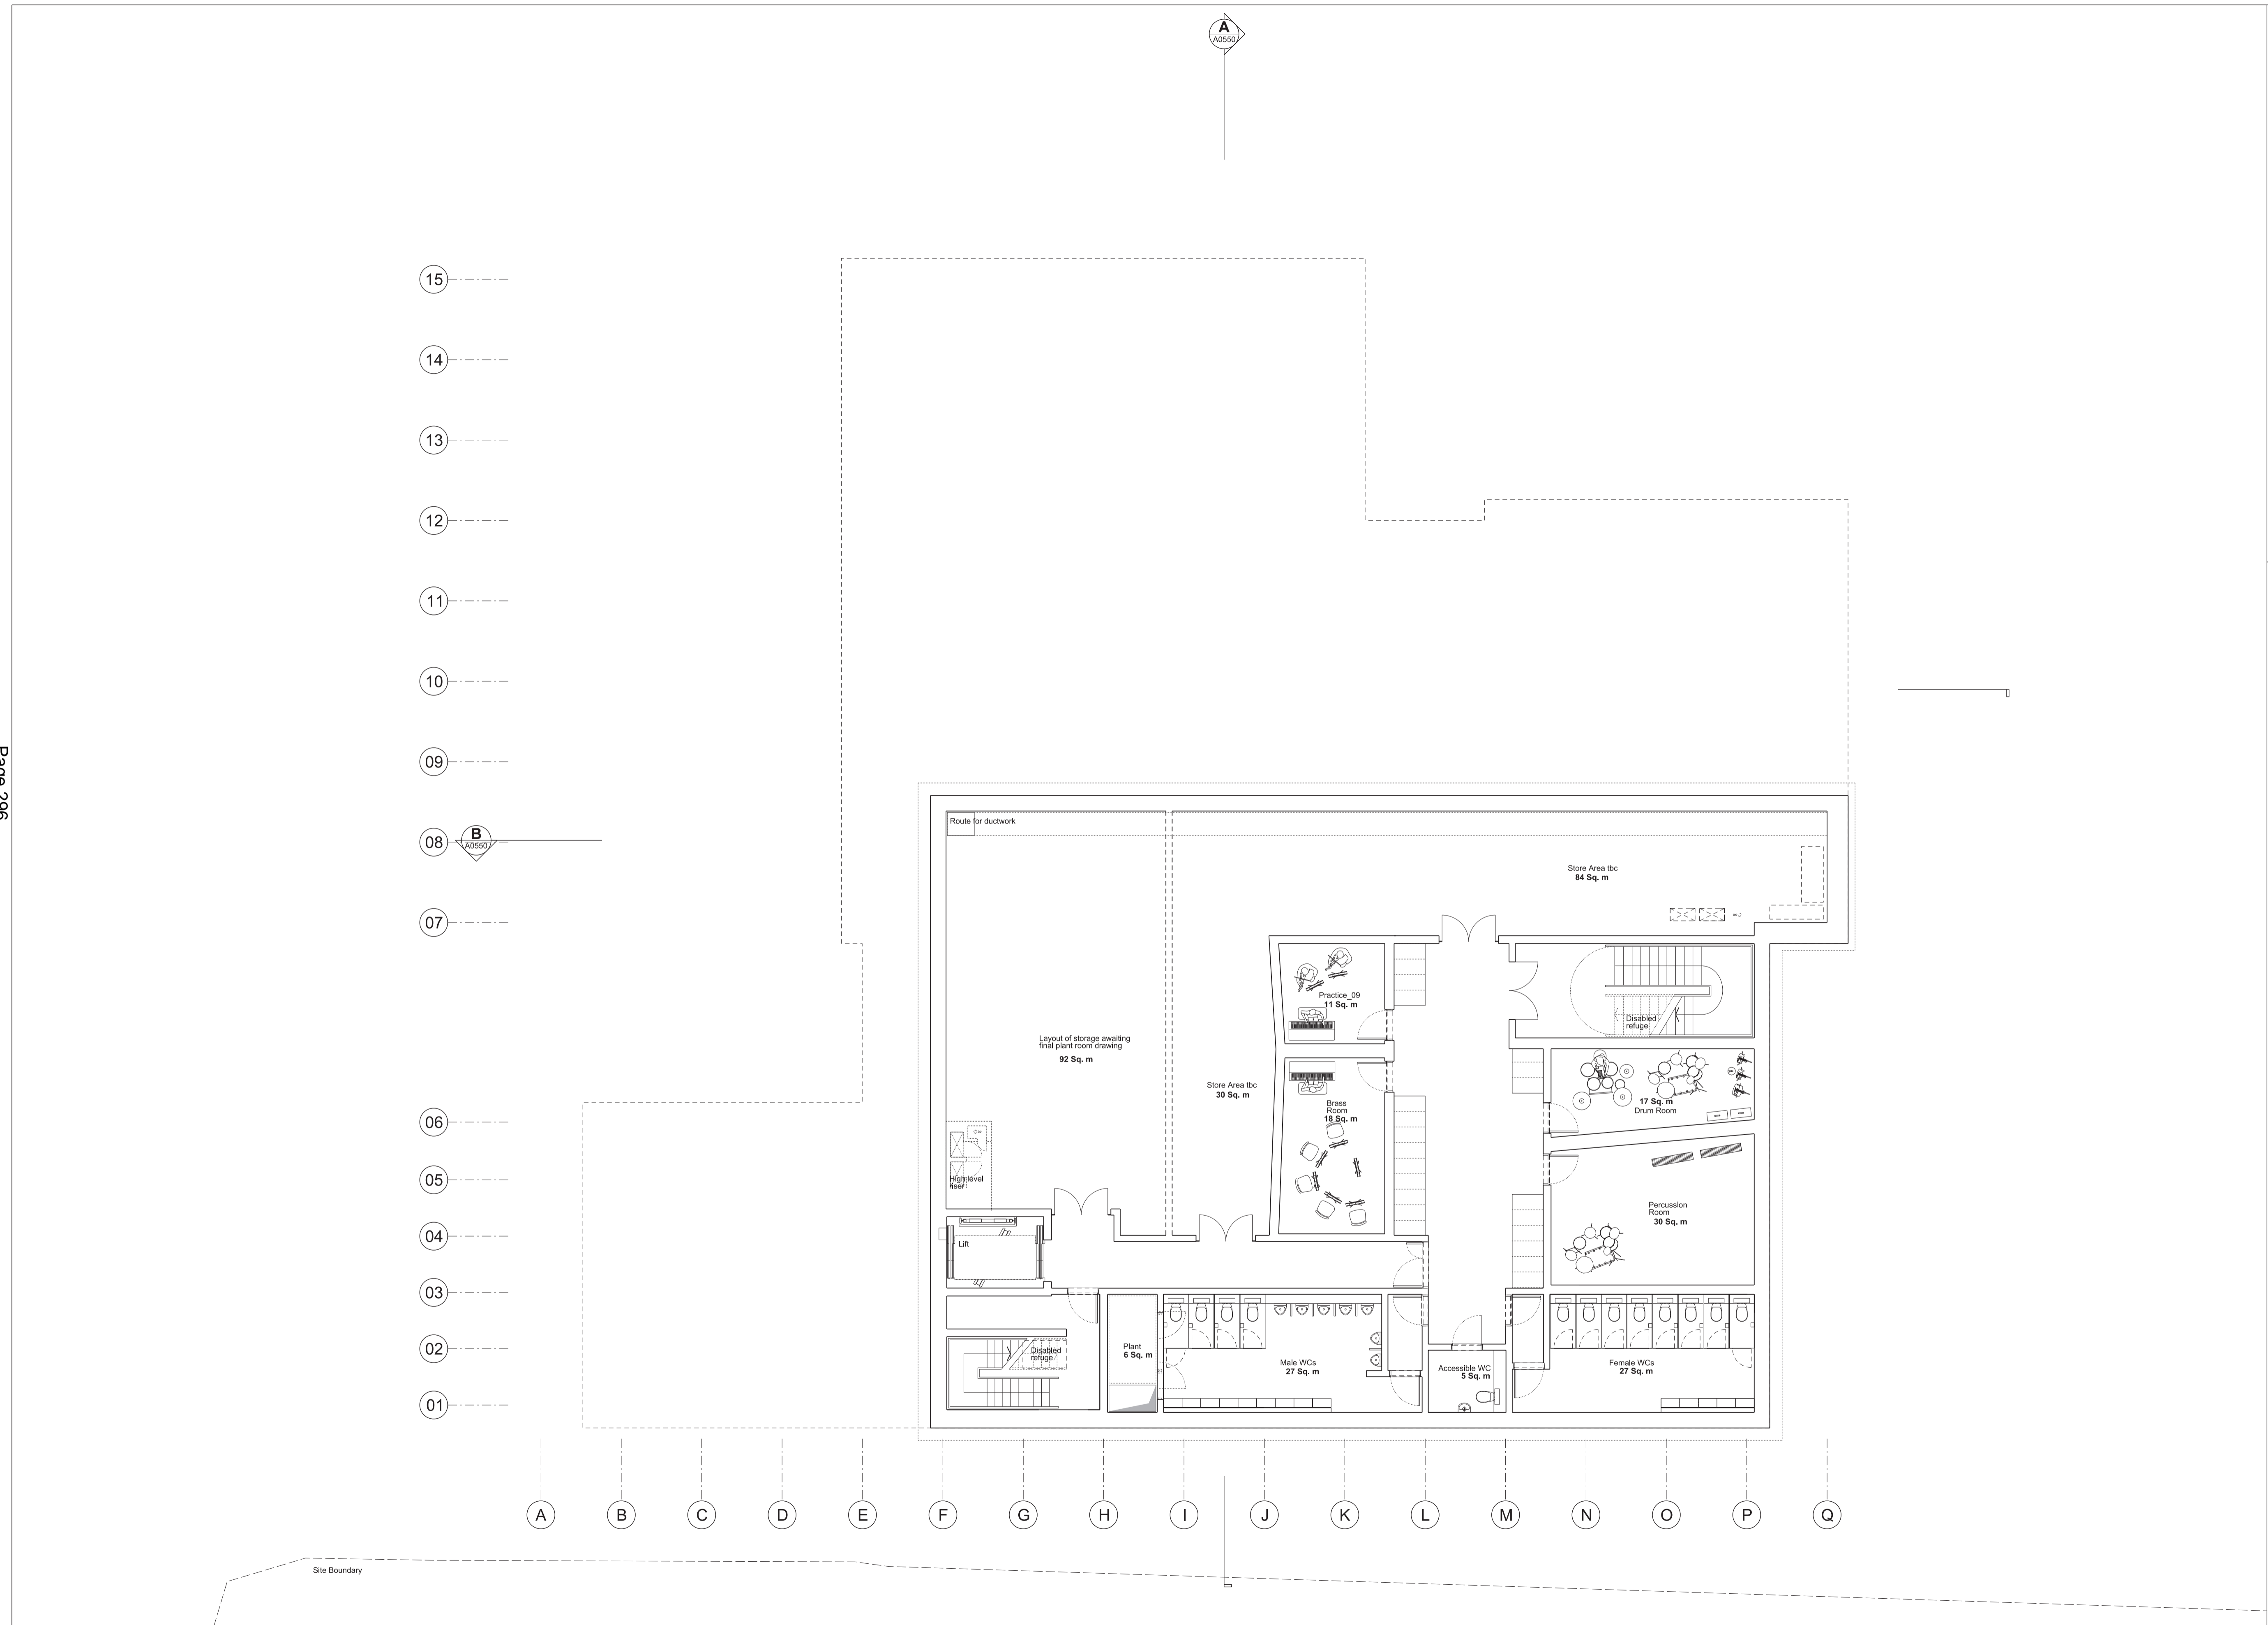 A
A0550
15
14
13
12
11
10
09
Page 296
08
B
A0550
07
06
05
04
03
02
01
Route for ductwork
Store Area tbc
84 Sq. m
Practice_09
11 Sq. m
Disabled
refuge
Layout of storage awaiting
final plant room drawing
92 Sq. m
Store Area tbc
30 Sq. m
Brass
Room
18 Sq. m
17 Sq. m
Drum Room
High level
riser
Percussion
Room
30 Sq. m
Lift
Disabled
refuge
Plant
6 Sq. m
Male WCs
27 Sq. m
Accessible WC
5 Sq. m
Female WCs
27 Sq. m
A
B
C
D
E
F
G
H
I
J
K
L
M
N
O
P
Q
Site Boundary